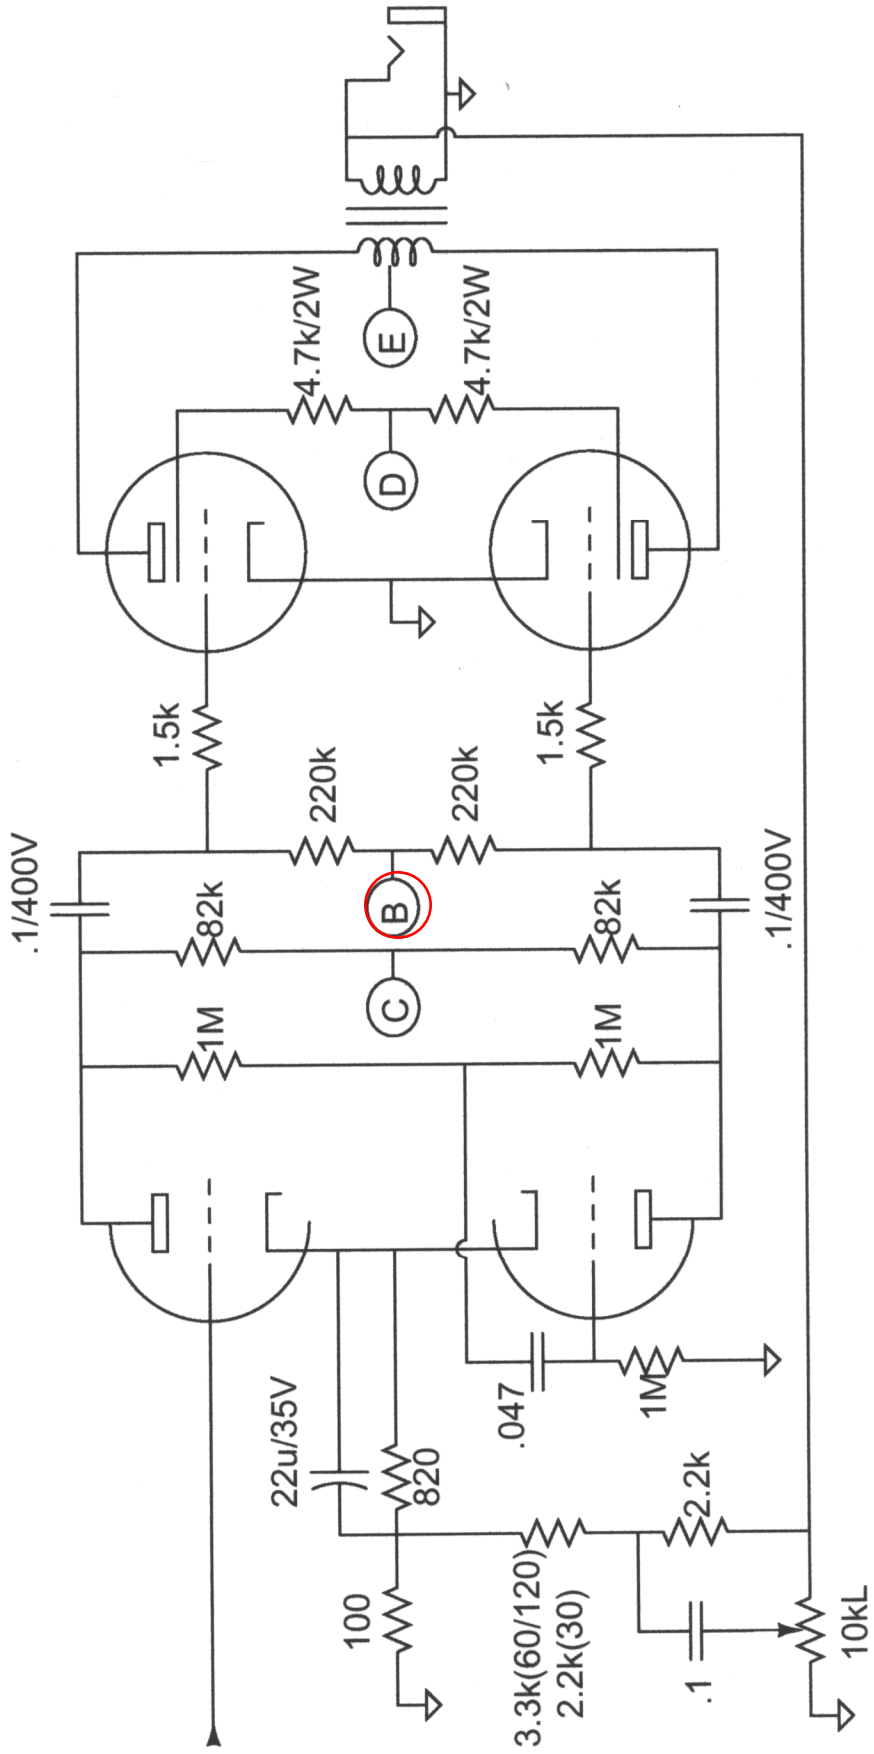 E
4.7k/2W
4.7k/2W
D
1.5k
1.5k
220k
220k
.1/400V
.1/400V
B
82k
82k
C
1M
1M
.047
1M
22u/35V
820
2.2k
100
3.3k(60/120)
2.2k(30)
.1
10kL